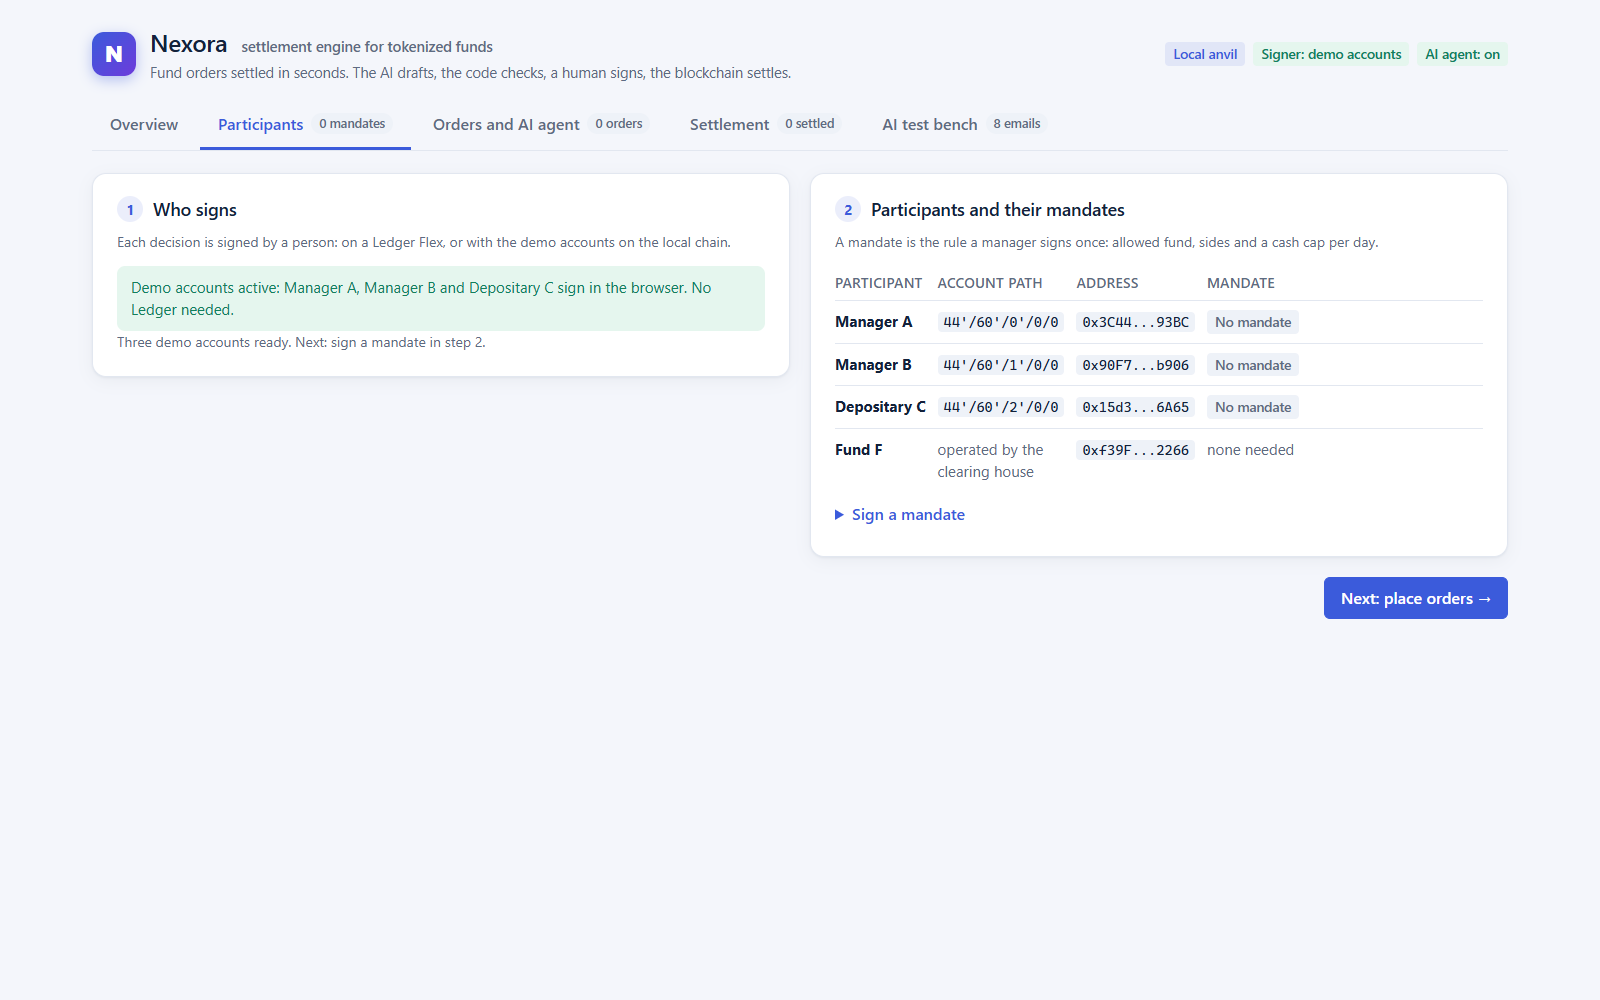 N
Nexora settlement engine for tokenized funds
Fund orders settled in seconds. The AI drafts, the code checks, a human signs, the blockchain settles.
Local anvil Signer: demo accounts AI agent: on
Overview Participants 0 mandates Orders and AI agent 0 orders Settlement 0 settled AI test bench 8 emails
1 Who signs
Each decision is signed by a person: on a Ledger Flex, or with the demo accounts on the local chain.
Demo accounts active: Manager A, Manager B and Depositary C sign in the browser. No
Ledger needed.
Three demo accounts ready. Next: sign a mandate in step 2.
2 Participants and their mandates
A mandate is the rule a manager signs once: allowed fund, sides and a cash cap per day.
PARTICIPANT ACCOUNT PATH ADDRESS MANDATE
Manager A 44'/60'/0'/0/0 0x3C44...93BC No mandate
Manager B 44'/60'/1'/0/0 0x90F7...b906 No mandate
Depositary C 44'/60'/2'/0/0 0x15d3...6A65 No mandate
Fund F operated by the clearing house 0xf39F...2266 none needed
▶ Sign a mandate
Next: place orders →